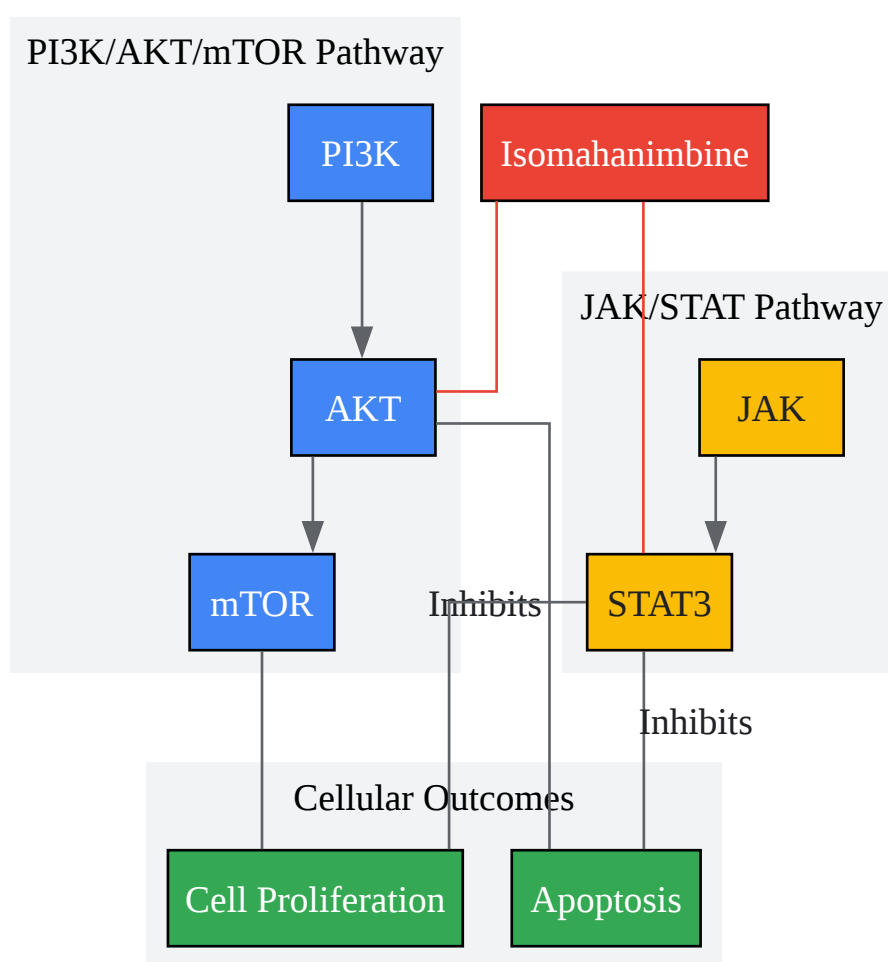 PI3K/AKT/mTOR Pathway
PI3K
Isomahanimbine
JAK/STAT Pathway
AKT
JAK
mTOR
Inhibits
STAT3
Inhibits
Cellular Outcomes
Cell Proliferation
Apoptosis